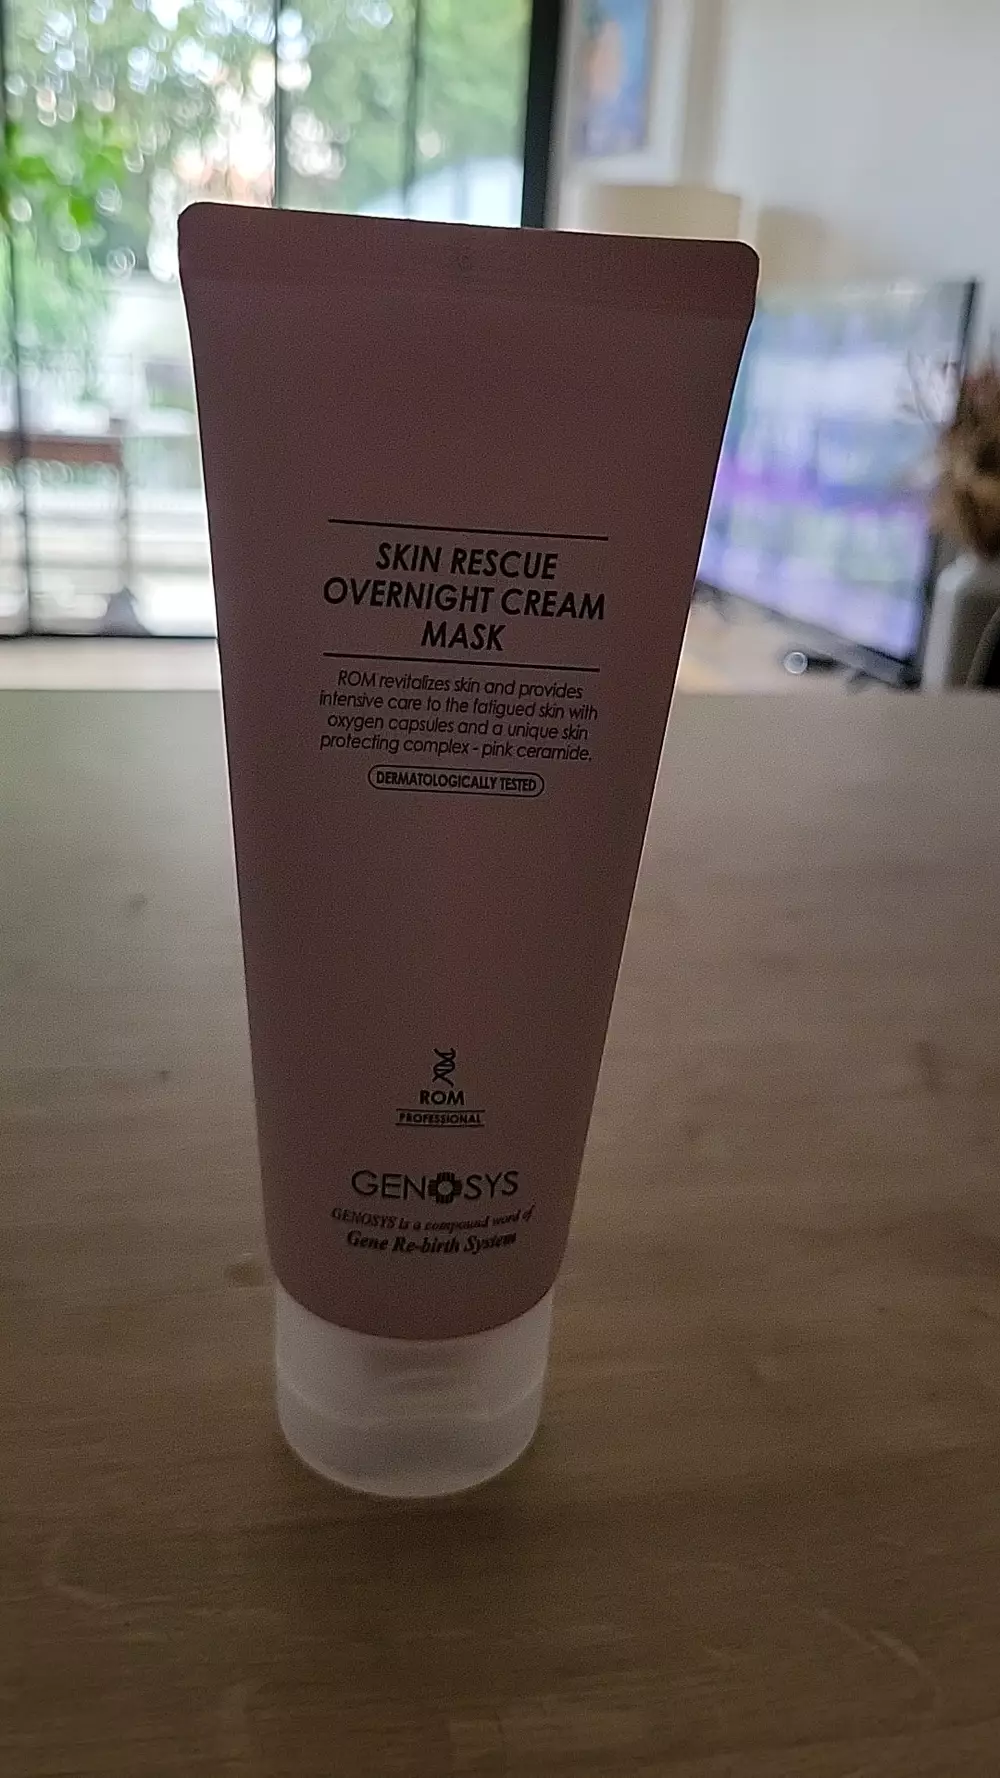 SKIN RESCUE
OVERNIGHT CREAM
MASK
ROM revitalizes skin and provides
intensive care to the fatigued skin with
oxygen capsules and a unique skin
protecting complex - pink ceramide.
DERMATOLOGICALLY TESTED
ROM
PROFESSIONAL
GENOSYS
GENOSYS is a compound word of
Gene Re-birth System